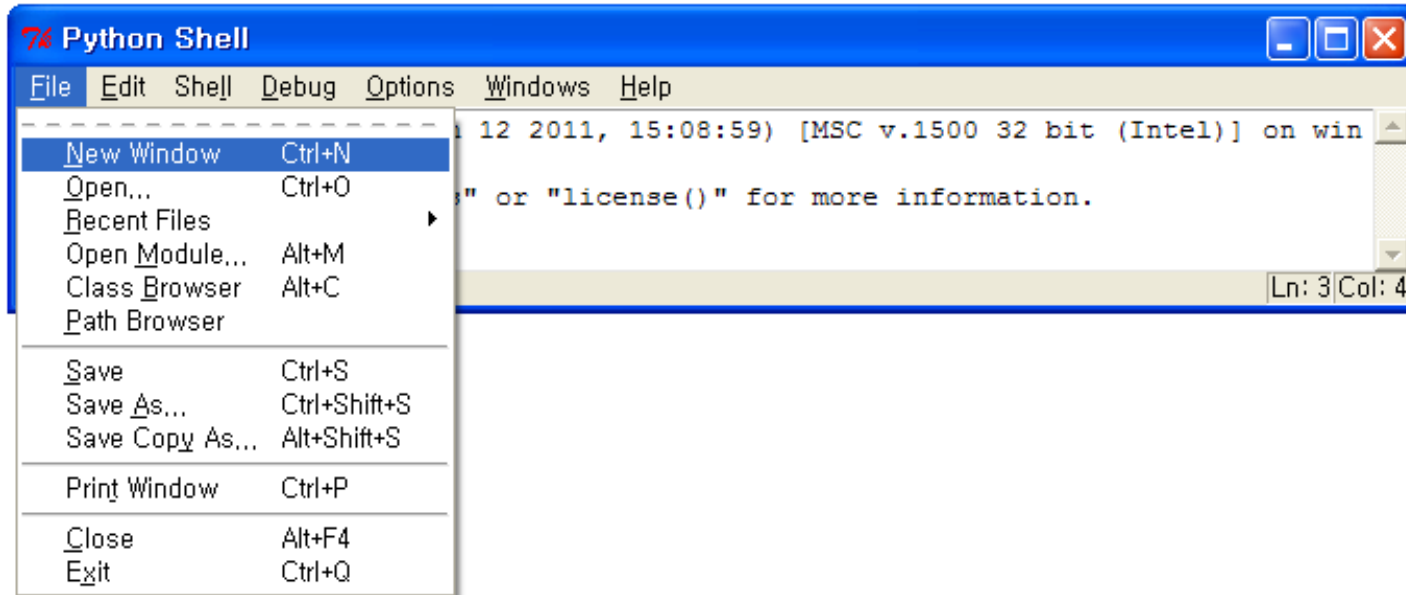 Python Shell
File Edit Shell Debug Options Windows Help
12 2011, 15:08:59) [MSC v.1500 32 bit (Intel)] on win
New Window Ctrl+N
Open... Ctrl+O
" or "license()" for more information.
Recent Files
Open Module... Alt+M
Class Browser Alt+C
Ln: 3 Col: 4
Path Browser
Save Ctrl+S
Save As... Ctrl+Shift+S
Save Copy As... Alt+Shift+S
Print Window Ctrl+P
Close Alt+F4
Exit Ctrl+Q